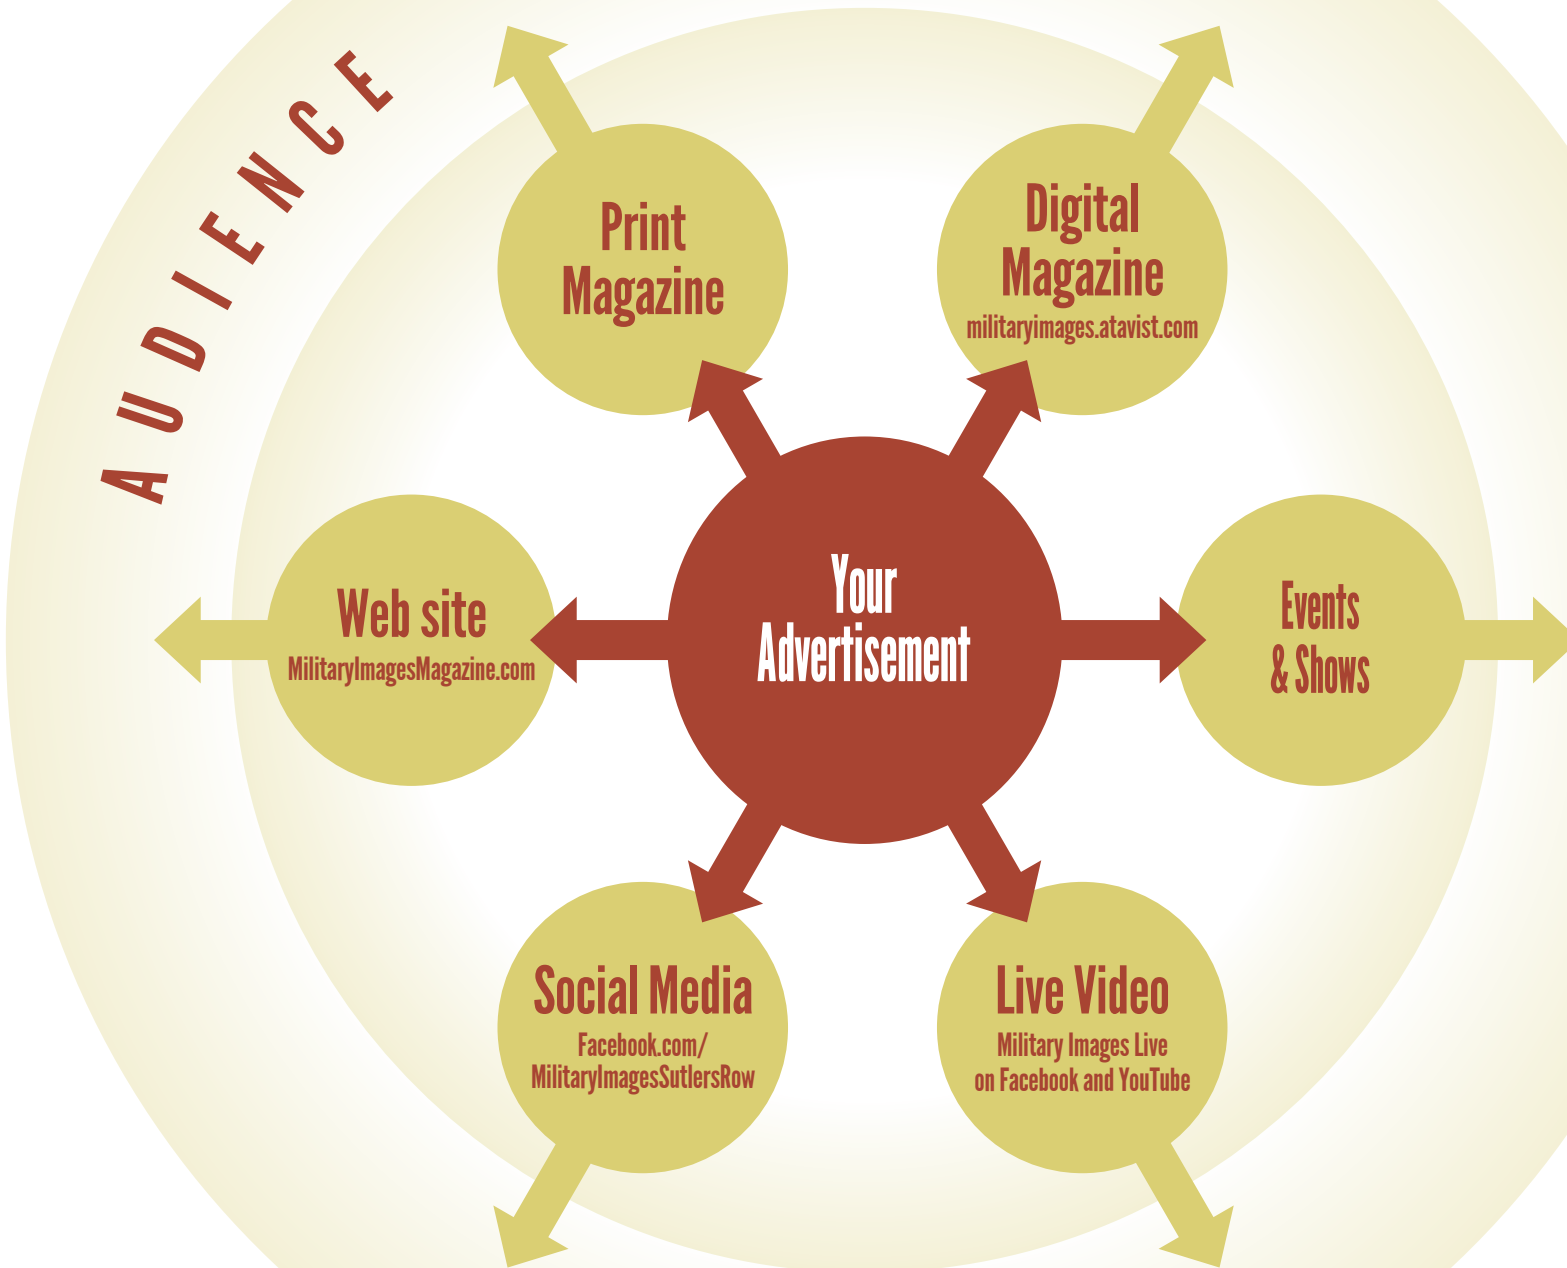 AUDIENCE
Print
Magazine
Digital
Magazine
militaryimages.atavist.com
Web site
MilitaryImagesMagazine.com
Your
Advertisement
Events
& Shows
Social Media
Facebook.com/
MilitaryImagesSutlersRow
Live Video
Military Images Live
on Facebook and YouTube